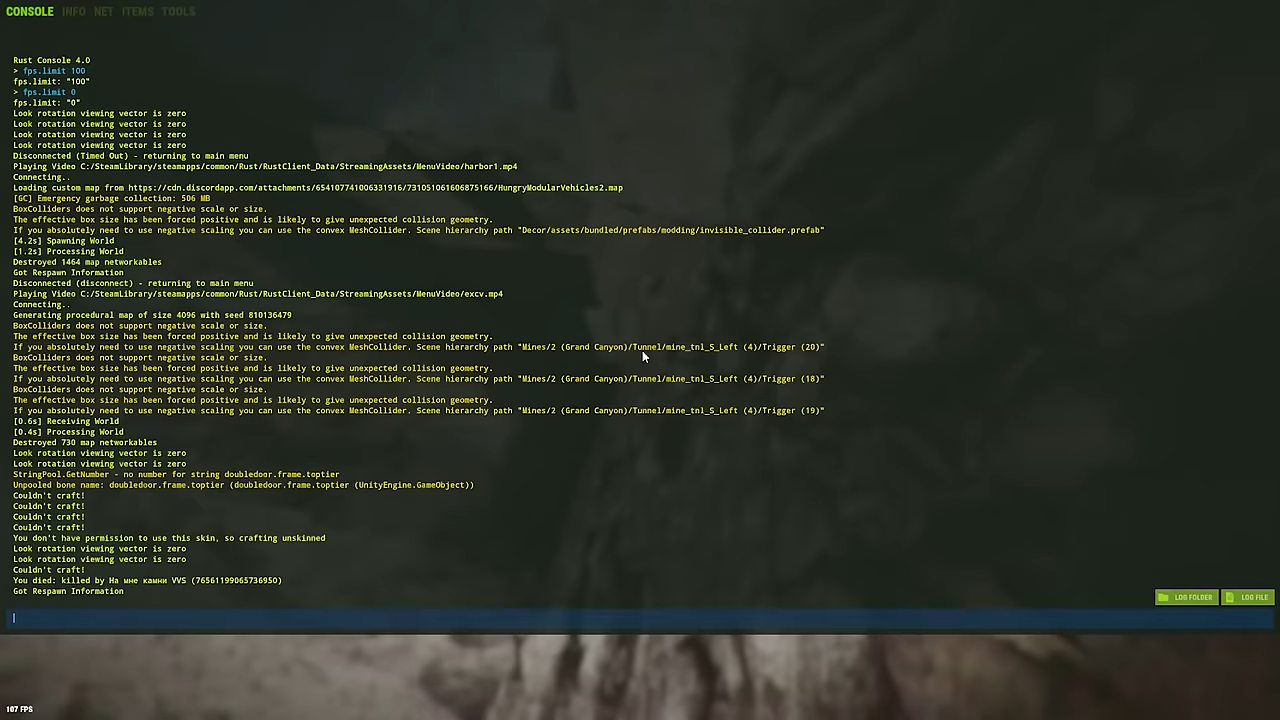 CONSOLE INFO NET ITEMS TOOLS
Rust Console 4.0
> fps.limit 100
fps.limit: "100"
> fps.limit 0
fps.limit: "0"
Look rotation viewing vector is zero
Look rotation viewing vector is zero
Look rotation viewing vector is zero
Look rotation viewing vector is zero
Disconnected (Timed Out) - returning to main menu
Playing Video C:/SteamLibrary/steamapps/common/Rust/RustClient_Data/StreamingAssets/MenuVideo/harbor1.mp4
Connecting..
Loading custom map from https://cdn.discordapp.com/attachments/654107741006331916/731051061606875166/HungryModularVehicles2.map
[GC] Emergency garbage collection: 506 MB
BoxColliders does not support negative scale or size.
The effective box size has been forced positive and is likely to give unexpected collision geometry.
If you absolutely need to use negative scaling you can use the convex MeshCollider. Scene hierarchy path "Decor/assets/bundled/prefabs/modding/invisible_collider.prefab"
[4.2s] Spawning World
[1.2s] Processing World
Destroyed 1464 map networkables
Got Respawn Information
Disconnected (disconnect) - returning to main menu
Playing Video C:/SteamLibrary/steamapps/common/Rust/RustClient_Data/StreamingAssets/MenuVideo/excv.mp4
Connecting..
Generating procedural map of size 4096 with seed 810136479
BoxColliders does not support negative scale or size.
The effective box size has been forced positive and is likely to give unexpected collision geometry.
If you absolutely need to use negative scaling you can use the convex MeshCollider. Scene hierarchy path "Mines/2 (Grand Canyon)/Tunnel/mine_tnl_S_Left (4)/Trigger (20)"
BoxColliders does not support negative scale or size.
The effective box size has been forced positive and is likely to give unexpected collision geometry.
If you absolutely need to use negative scaling you can use the convex MeshCollider. Scene hierarchy path "Mines/2 (Grand Canyon)/Tunnel/mine_tnl_S_Left (4)/Trigger (18)"
BoxColliders does not support negative scale or size.
The effective box size has been forced positive and is likely to give unexpected collision geometry.
If you absolutely need to use negative scaling you can use the convex MeshCollider. Scene hierarchy path "Mines/2 (Grand Canyon)/Tunnel/mine_tnl_S_Left (4)/Trigger (19)"
[0.6s] Receiving World
[0.4s] Processing World
Destroyed 730 map networkables
Look rotation viewing vector is zero
Look rotation viewing vector is zero
StringPool.GetNumber - no number for string doubledoor.frame.toptier
Unpooled bone name: doubledoor.frame.toptier (doubledoor.frame.toptier (UnityEngine.GameObject))
Couldn't craft!
Couldn't craft!
Couldn't craft!
Couldn't craft!
You don't have permission to use this skin, so crafting unskinned
Look rotation viewing vector is zero
Look rotation viewing vector is zero
Couldn't craft!
You died: killed by На мне камни VVS (76561199065736950)
Got Respawn Information
LOG FOLDER LOG FILE
107 FPS